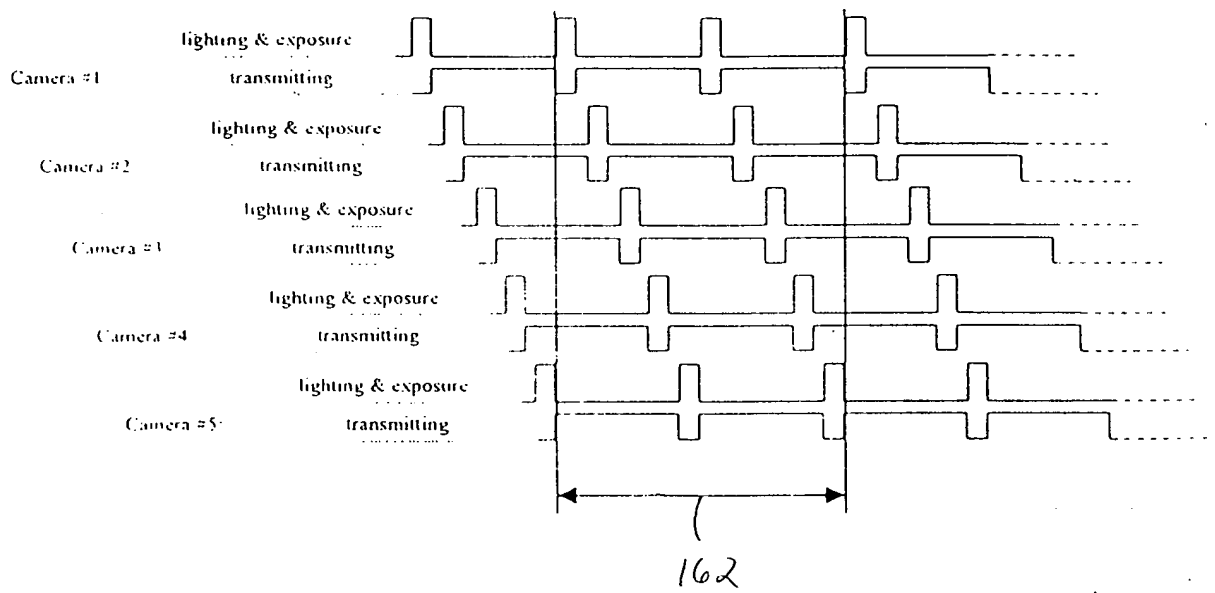 lighting & exposure
Camera #1 transmitting
lighting & exposure
Camera #2 transmitting
lighting & exposure
Camera #3 transmitting
lighting & exposure
Camera #4 transmitting
lighting & exposure
Camera #5 transmitting
162